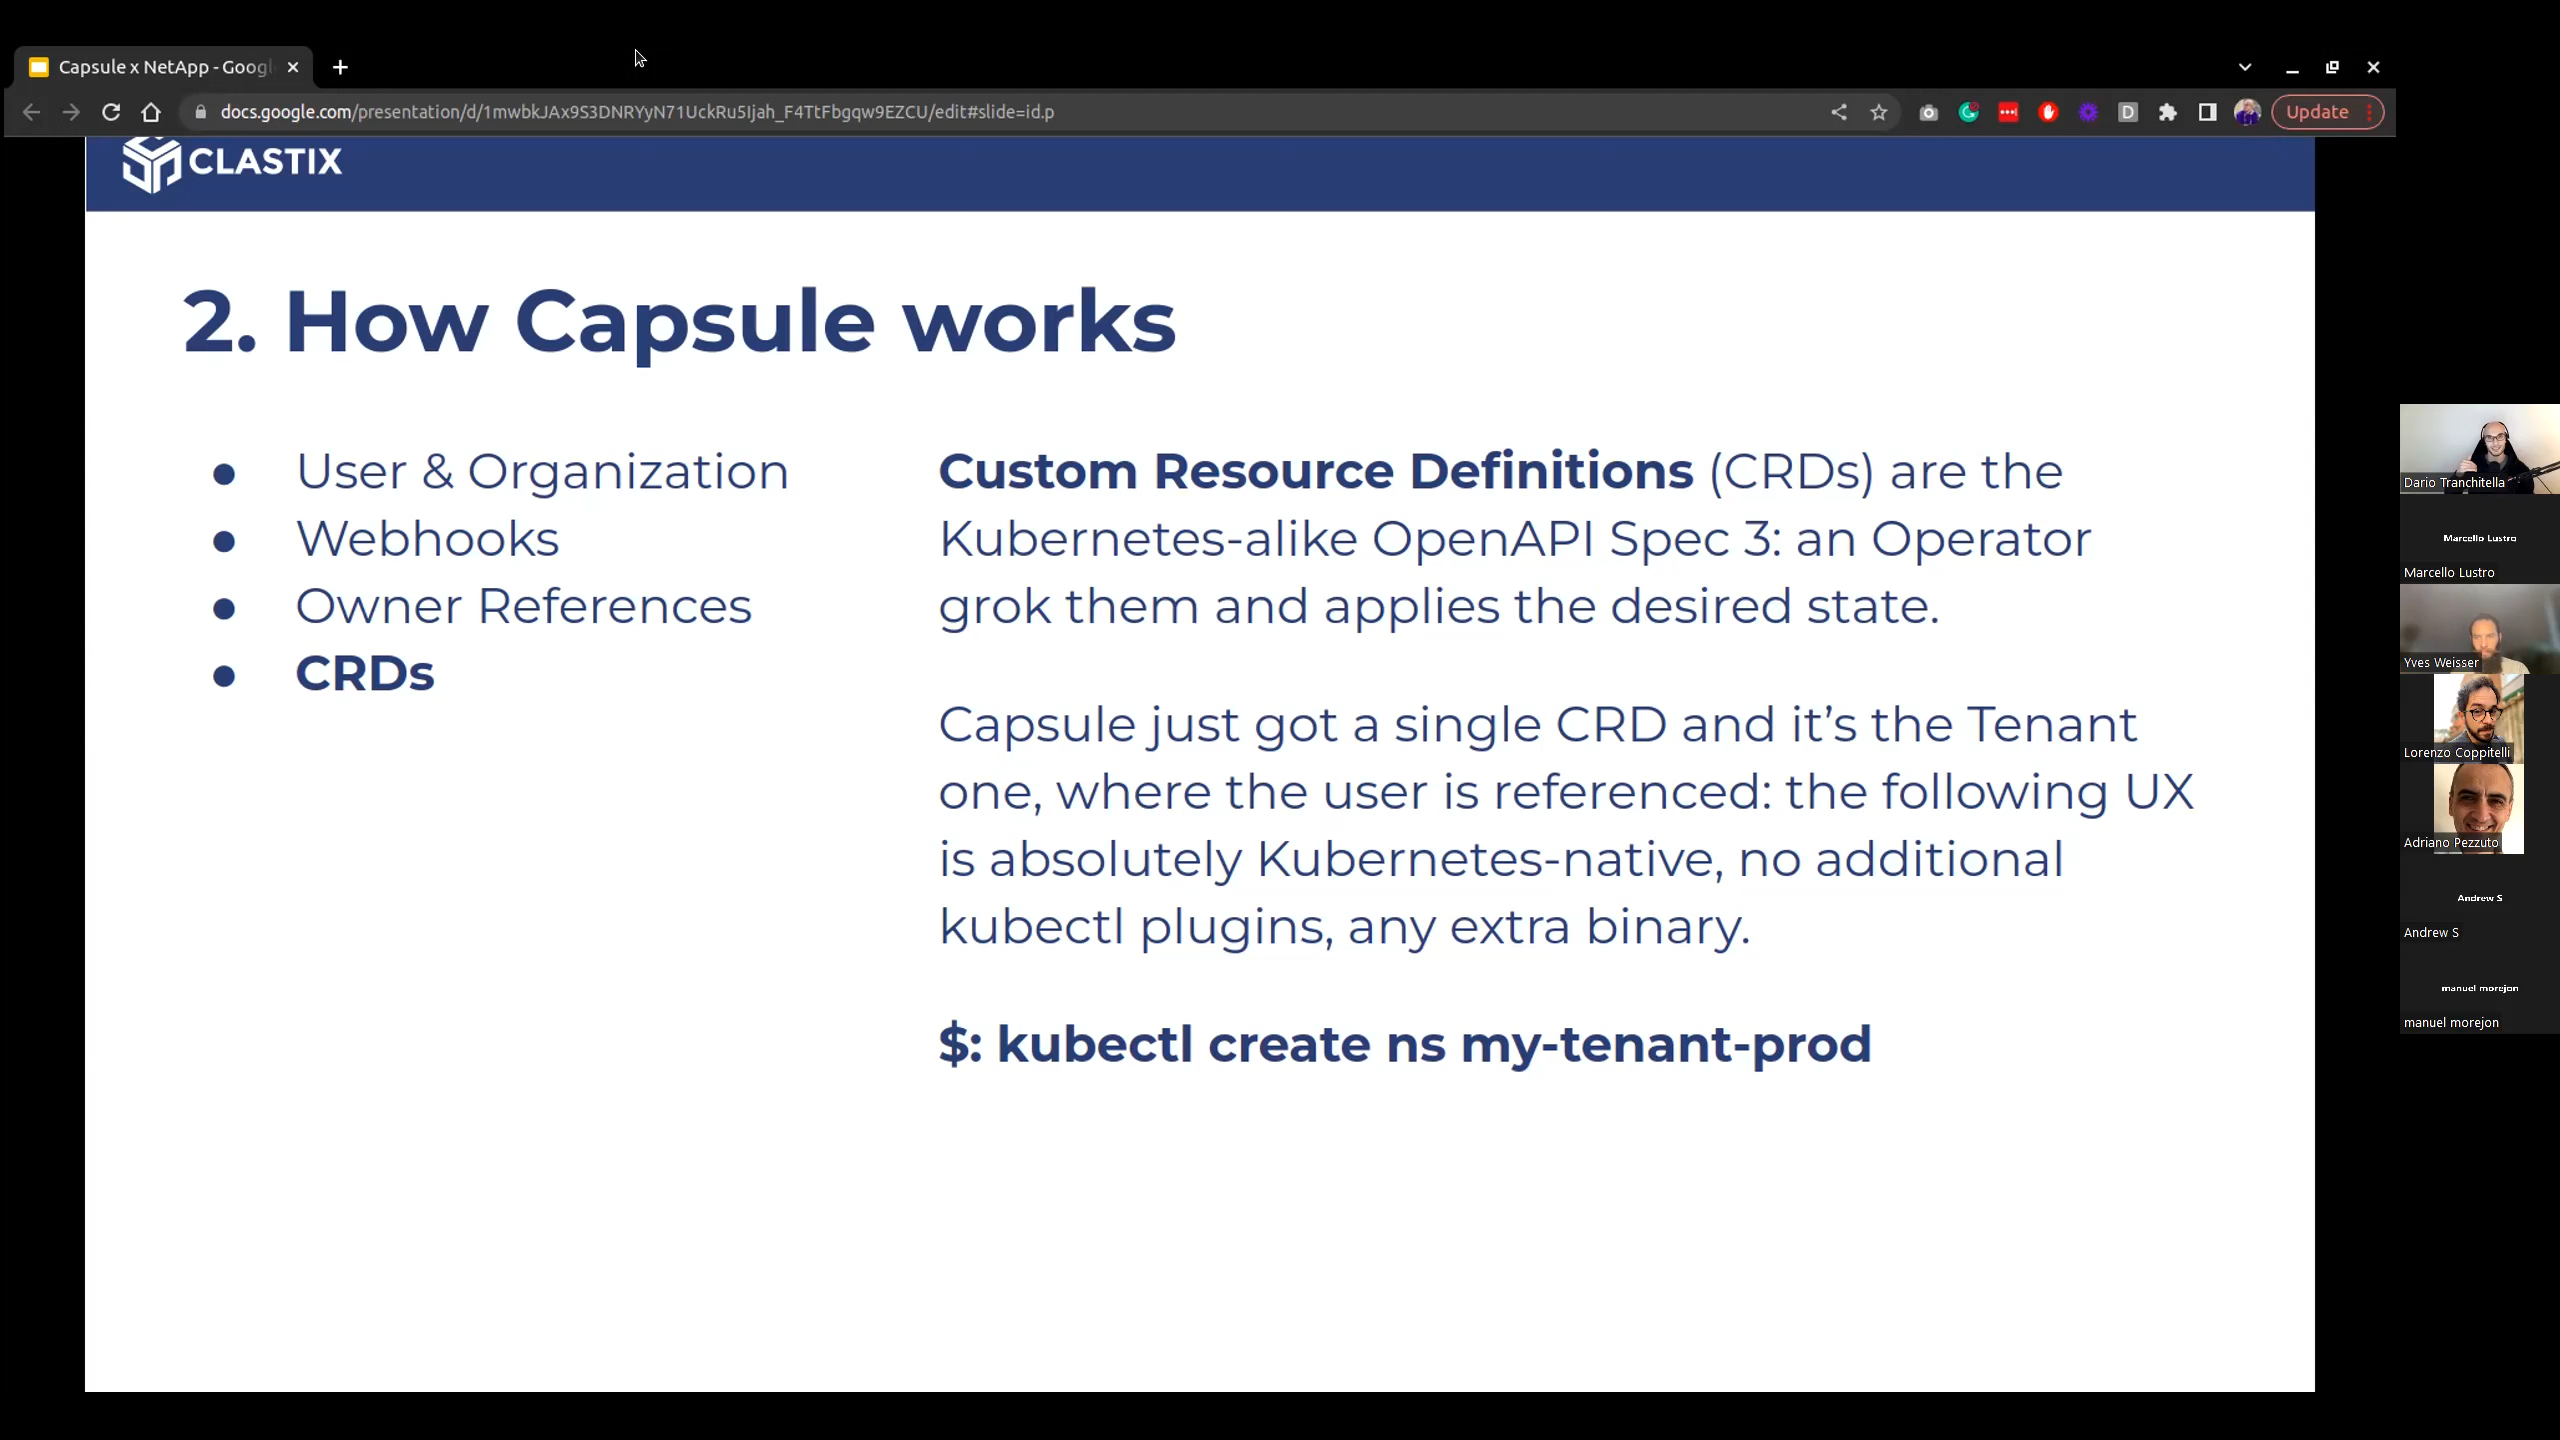 Capsule x NetApp - Googl
docs.google.com/presentation/d/1mwbkJAx9S3DNRYyN71UckRu5Ijah_F4TtFbgqw9EZCU/edit#slide=id.p
D
Update
CLASTIX
2. How Capsule works
● User & Organization
● Webhooks
● Owner References
● CRDs
Custom Resource Definitions (CRDs) are the
Kubernetes-alike OpenAPI Spec 3: an Operator
grok them and applies the desired state.
Capsule just got a single CRD and it’s the Tenant
one, where the user is referenced: the following UX
is absolutely Kubernetes-native, no additional
kubectl plugins, any extra binary.
$: kubectl create ns my-tenant-prod
Dario Tranchitella
Marcello Lustro
Marcello Lustro
Yves Weisser
Lorenzo Coppitelli
Adriano Pezzuto
Andrew S
Andrew S
manuel morejon
manuel morejon